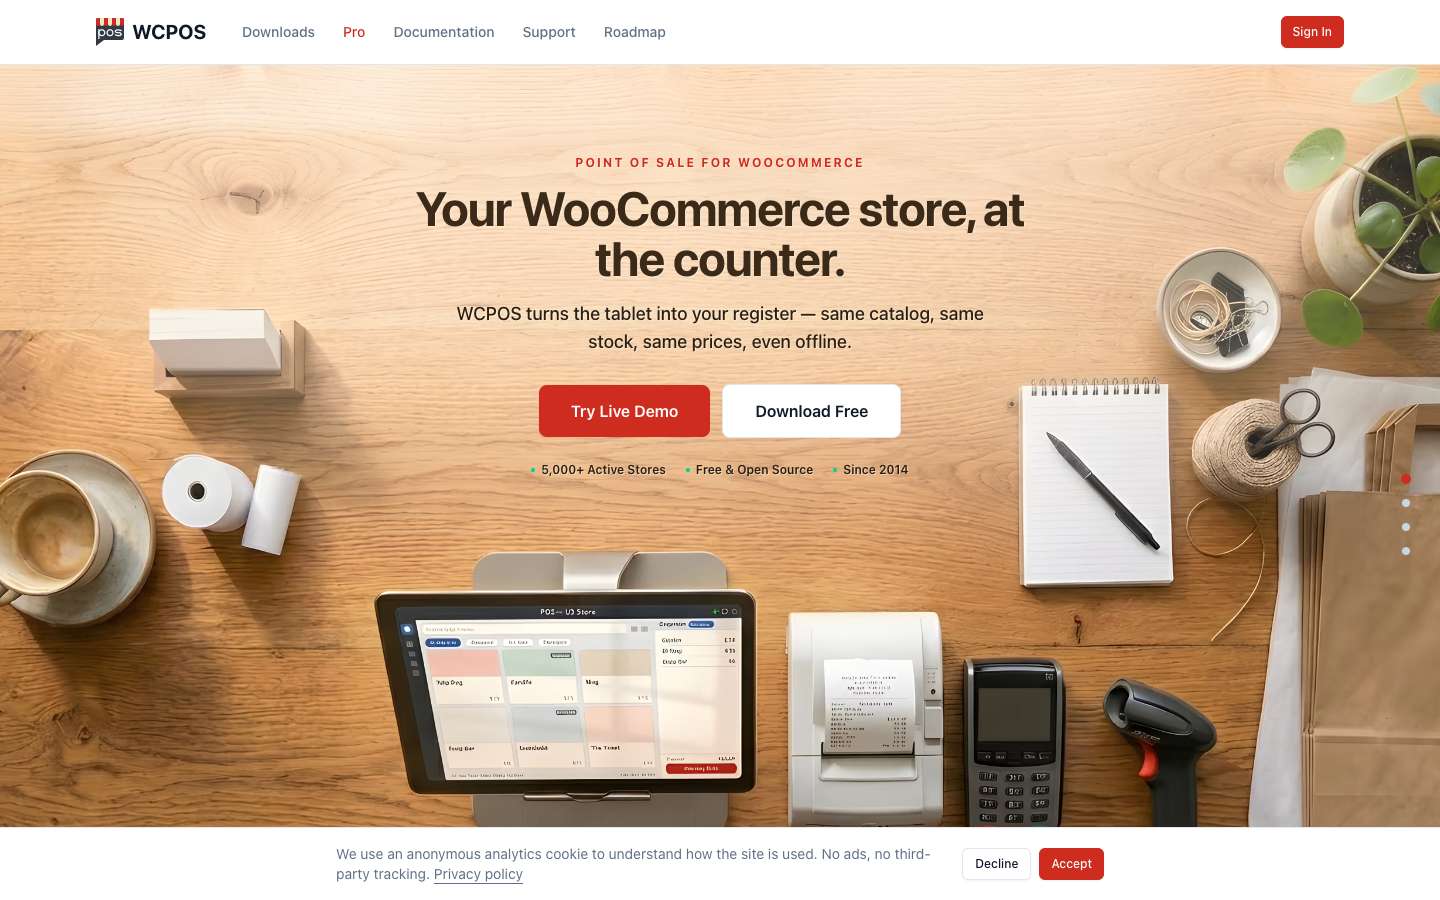 pos WCPOS Downloads Pro Documentation Support Roadmap Sign In
POINT OF SALE FOR WOOCOMMERCE
Your WooCommerce store, at
the counter.
WCPOS turns the tablet into your register — same catalog, same
stock, same prices, even offline.
Try Live Demo Download Free
5,000+ Active Stores Free & Open Source Since 2014
We use an anonymous analytics cookie to understand how the site is used. No ads, no third-
party tracking. Privacy policy
Decline Accept